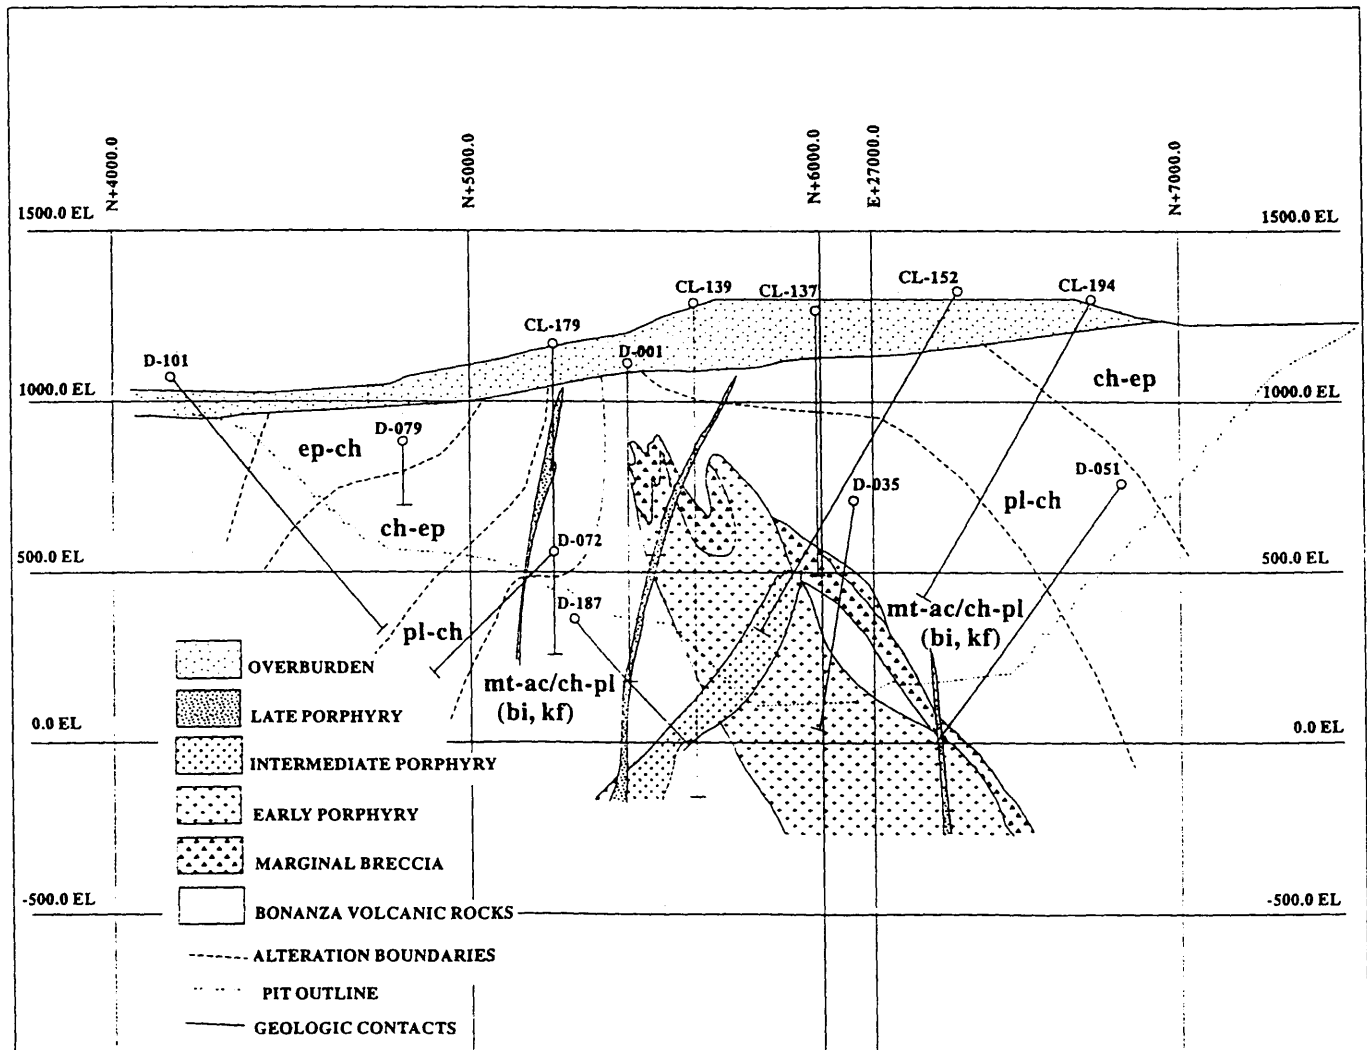 N+4000.0
N+5000.0
N+6000.0
E+27000.0
N+7000.0
1500.0 EL
1500.0 EL
CL-139
CL-137
CL-152
CL-194
CL-179
D-001
D-101
1000.0 EL
1000.0 EL
ch-ep
D-079
ep-ch
D-051
D-035
pl-ch
ch-ep
D-072
500.0 EL
500.0 EL
D-187
mt-ac/ch-pl
(bi, kf)
pl-ch
mt-ac/ch-pl
(bi, kf)
0.0 EL
0.0 EL
-500.0 EL
-500.0 EL
OVERBURDEN
LATE PORPHYRY
INTERMEDIATE PORPHYRY
EARLY PORPHYRY
MARGINAL BRECCIA
BONANZA VOLCANIC ROCKS
ALTERATION BOUNDARIES
PIT OUTLINE
GEOLOGIC CONTACTS